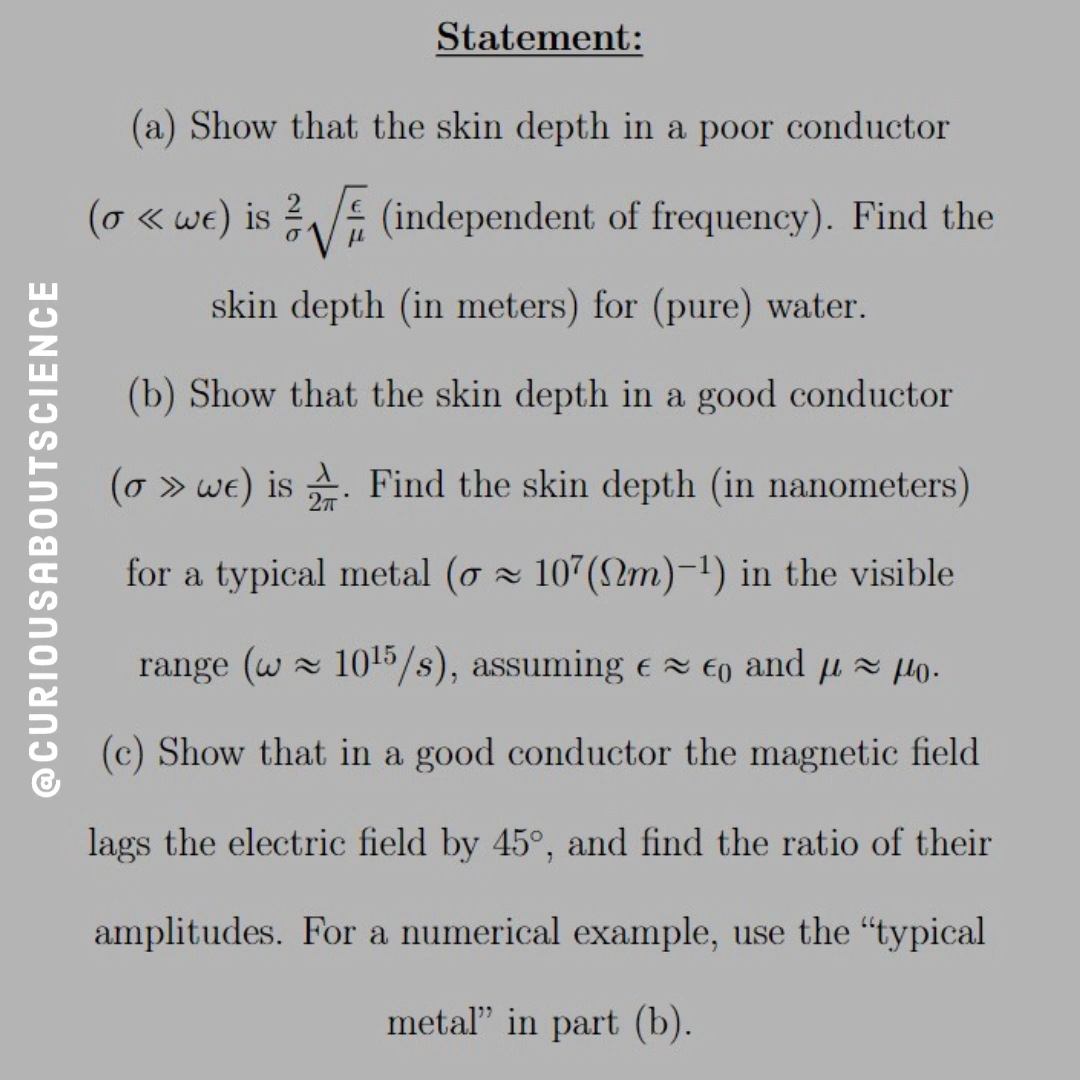 Statement:
(a) Show that the skin depth in a poor conductor
(σ ≪ ωϵ) is \frac{2}{σ}\sqrt{\frac{ϵ}{μ}} (independent of frequency). Find the
skin depth (in meters) for (pure) water.
(b) Show that the skin depth in a good conductor
(σ ≫ ωϵ) is \frac{λ}{2π}. Find the skin depth (in nanometers)
for a typical metal (σ ≈ 10⁷(Ωm)⁻¹) in the visible
range (ω ≈ 10¹⁵/s), assuming ϵ ≈ ϵ₀ and μ ≈ μ₀.
(c) Show that in a good conductor the magnetic field
lags the electric field by 45°, and find the ratio of their
amplitudes. For a numerical example, use the “typical
metal” in part (b).
@CURIOUSABOUTSCIENCE